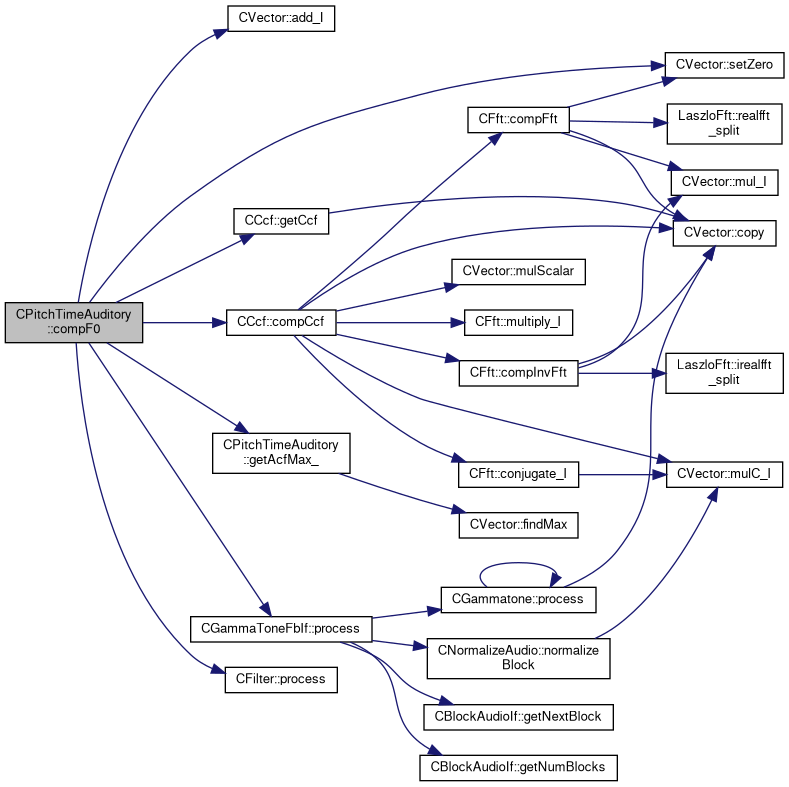 CVector::add_I
CVector::setZero
CFft::compFft
LaszloFft::realfft
_split
CVector::mul_I
CCcf::getCcf
CVector::copy
CVector::mulScalar
CPitchTimeAuditory
::compF0
CCcf::compCcf
CFft::multiply_I
CFft::compInvFft
LaszloFft::irealfft
_split
CPitchTimeAuditory
::getAcfMax_
CFft::conjugate_I
CVector::mulC_I
CVector::findMax
CGammatone::process
CGammaToneFbIf::process
CNormalizeAudio::normalize
Block
CFilter::process
CBlockAudioIf::getNextBlock
CBlockAudioIf::getNumBlocks